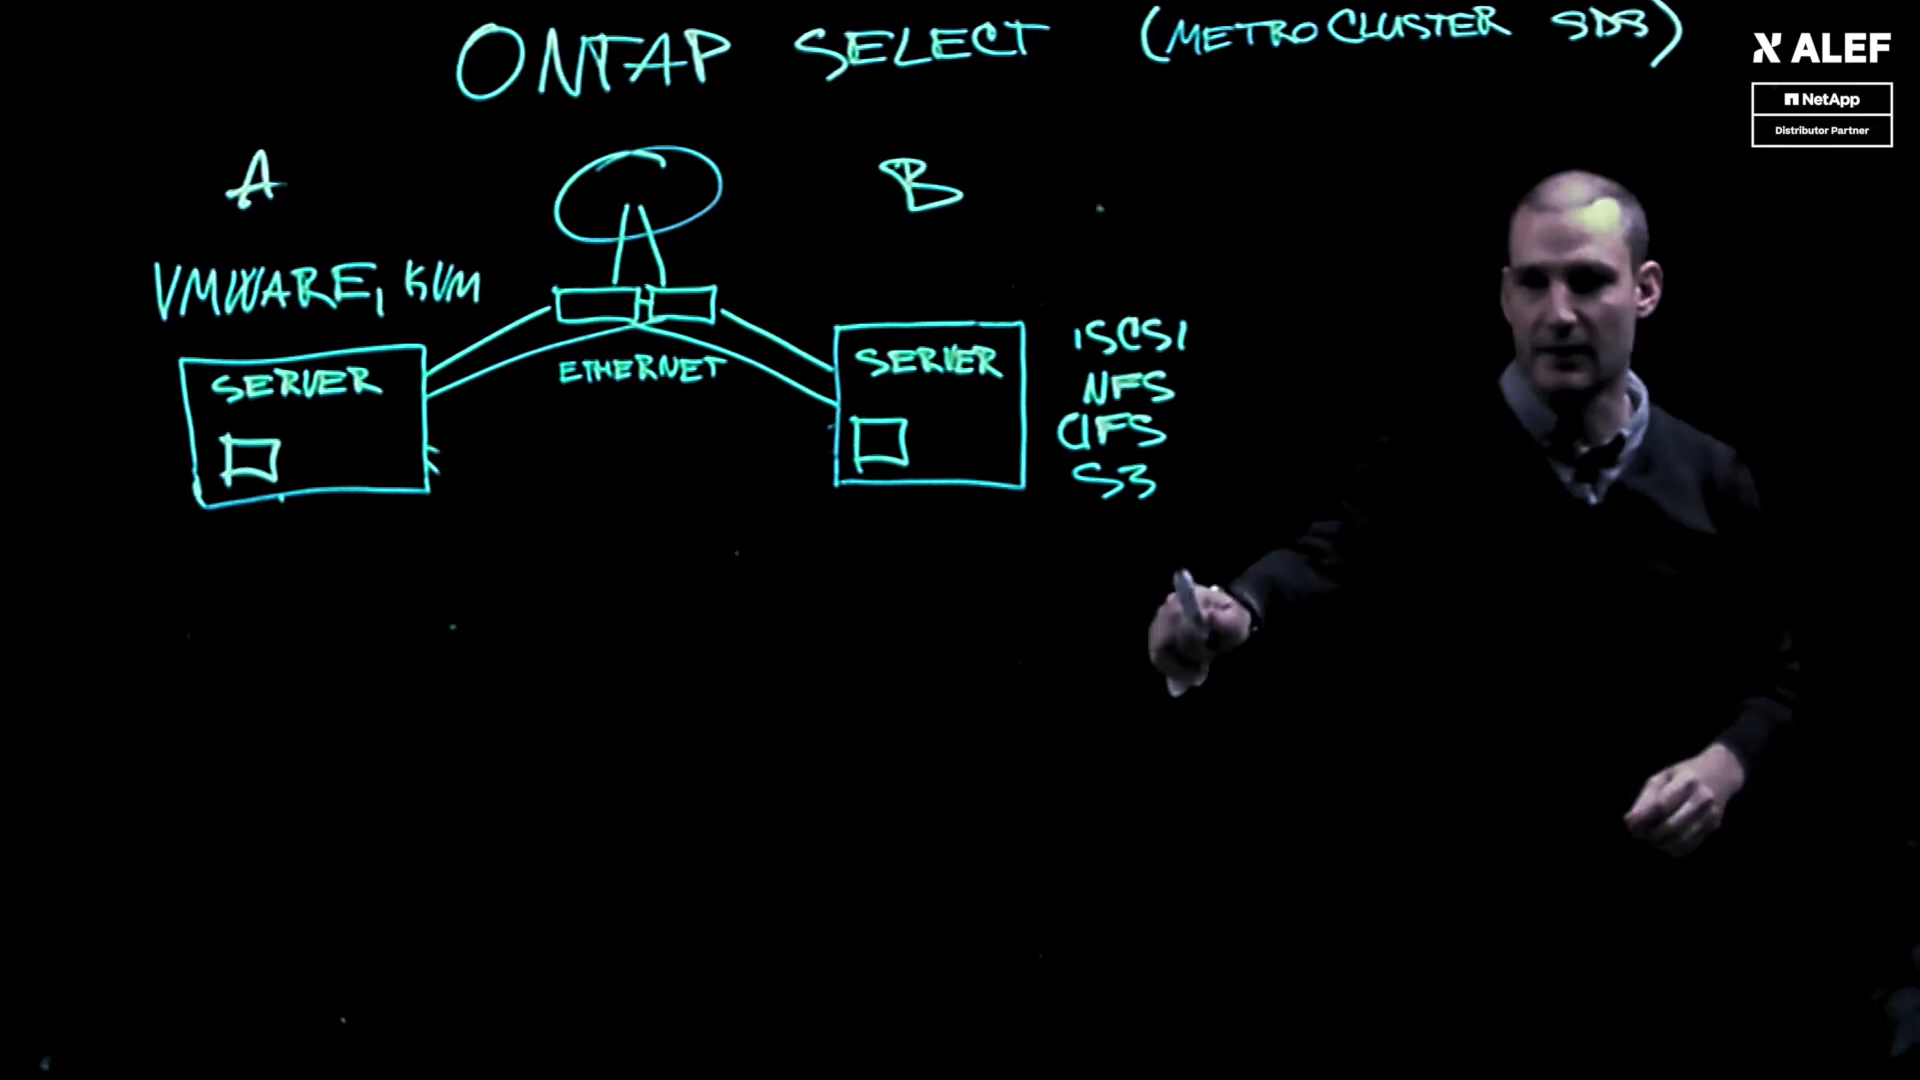 ONTAP SELECT (METROCLUSTER SDS)
ALEF
NetApp
Distributor Partner
A
B
VMWARE, KVM
SERVER
ETHERNET
SERVER
iSCSI
NFS
CIFS
S3